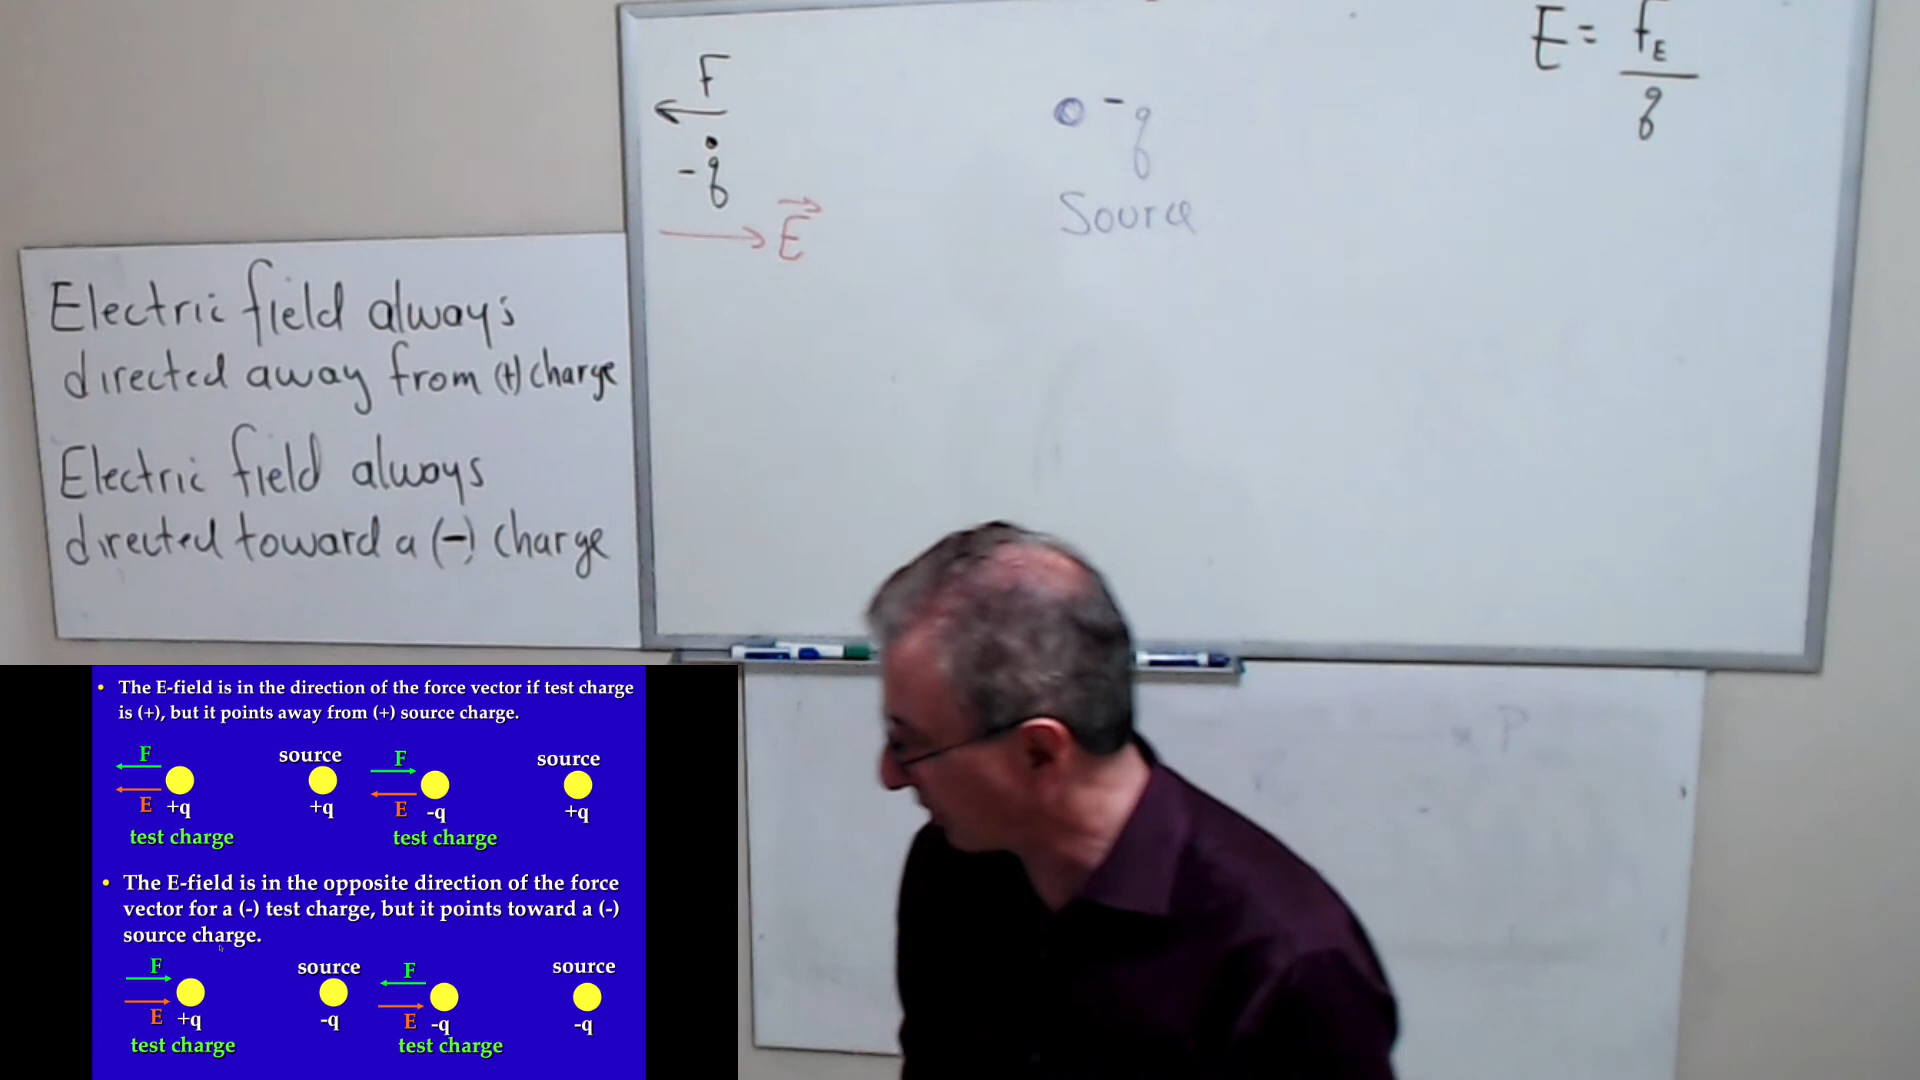 E = F_E / q
F
-q
E
-q
Source
Electric field always
directed away from (+) charge
Electric field always
directed toward a (-) charge
P
• The E-field is in the direction of the force vector if test charge
is (+), but it points away from (+) source charge.
F source F source
E +q +q E -q +q
test charge test charge
• The E-field is in the opposite direction of the force
vector for a (-) test charge, but it points toward a (-)
source charge.
F source F source
E +q -q E -q -q
test charge test charge